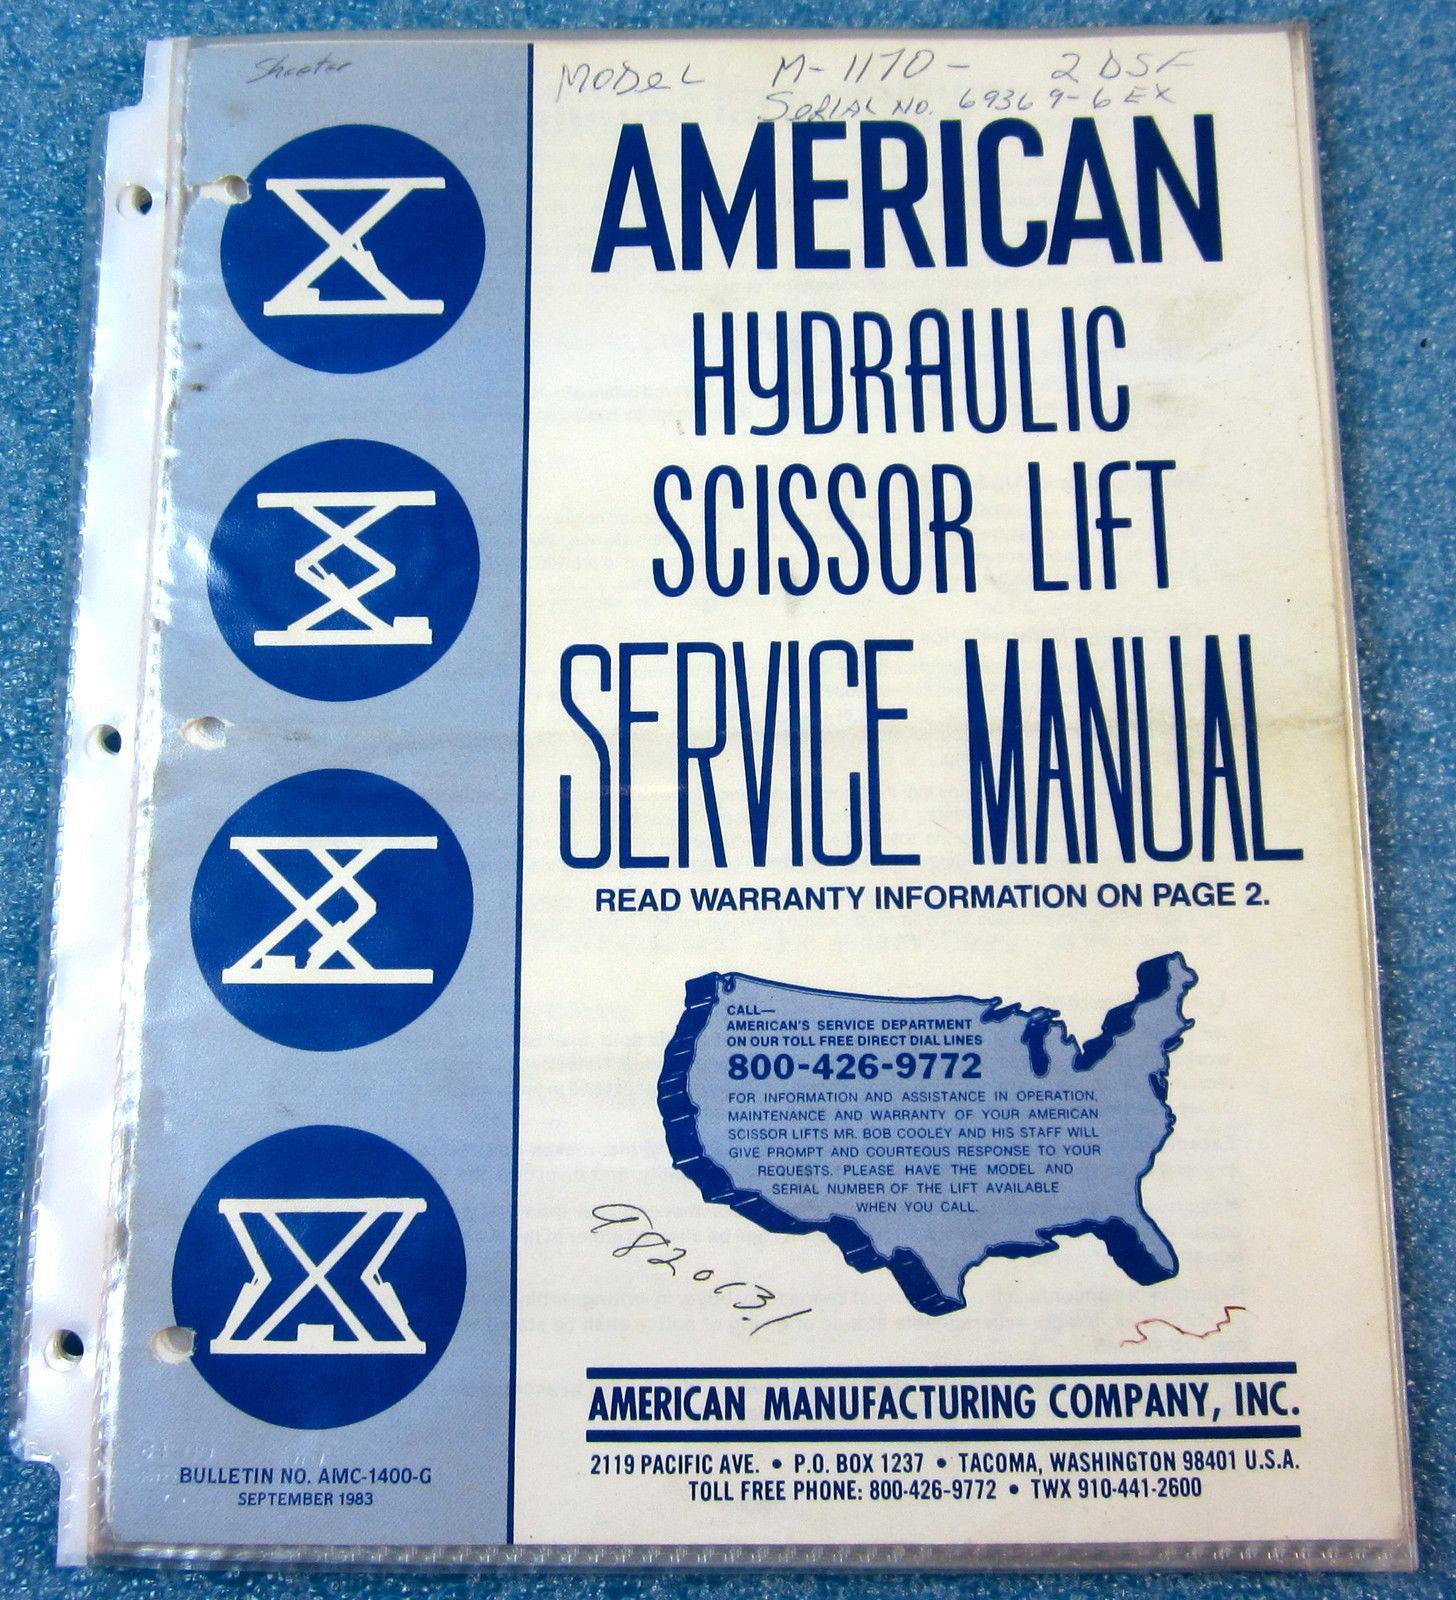 Sheeter
MODEL M-1170- 2 DSF
SERIAL NO. 69369-6 EX
AMERICAN
HYDRAULIC
SCISSOR LIFT
SERVICE MANUAL
READ WARRANTY INFORMATION ON PAGE 2.
CALL—
AMERICAN'S SERVICE DEPARTMENT
ON OUR TOLL FREE DIRECT DIAL LINES
800-426-9772
FOR INFORMATION AND ASSISTANCE IN OPERATION,
MAINTENANCE AND WARRANTY OF YOUR AMERICAN
SCISSOR LIFTS MR. BOB COOLEY AND HIS STAFF WILL
GIVE PROMPT AND COURTEOUS RESPONSE TO YOUR
REQUESTS. PLEASE HAVE THE MODEL AND
SERIAL NUMBER OF THE LIFT AVAILABLE
WHEN YOU CALL.
AMERICAN MANUFACTURING COMPANY, INC.
2119 PACIFIC AVE. • P.O. BOX 1237 • TACOMA, WASHINGTON 98401 U.S.A.
TOLL FREE PHONE: 800-426-9772 • TWX 910-441-2600
BULLETIN NO. AMC-1400-G
SEPTEMBER 1983